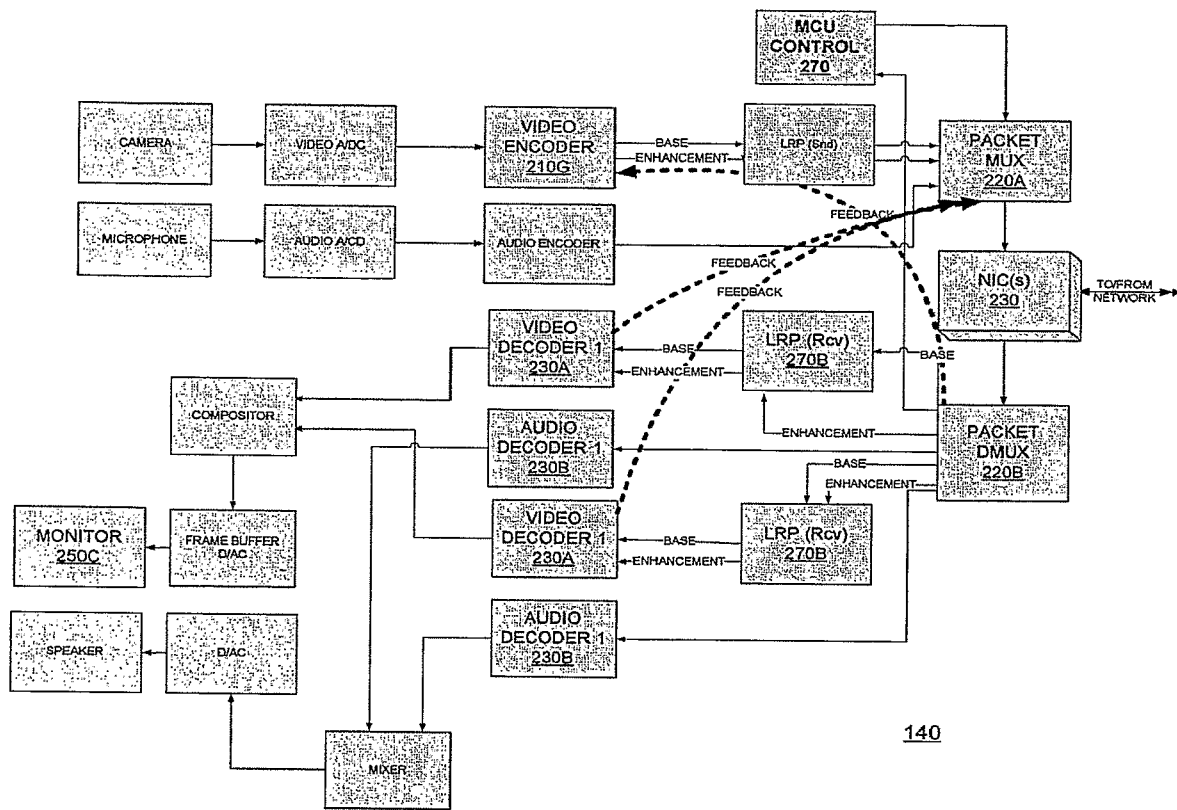 MCU
CONTROL
270
CAMERA
VIDEO A/DC
VIDEO
ENCODER
210G
BASE
ENHANCEMENT
LRP (Snd)
PACKET
MUX
220A
MICROPHONE
AUDIO A/CD
AUDIO ENCODER
FEEDBACK
FEEDBACK
FEEDBACK
NIC(s)
230
TO/FROM
NETWORK
VIDEO
DECODER 1
230A
BASE
ENHANCEMENT
LRP (Rcv)
270B
BASE
COMPOSITOR
AUDIO
DECODER 1
230B
ENHANCEMENT
PACKET
DMUX
220B
BASE
ENHANCEMENT
MONITOR
250C
FRAME BUFFER
D/AC
VIDEO
DECODER 1
230A
BASE
ENHANCEMENT
LRP (Rcv)
270B
SPEAKER
D/AC
AUDIO
DECODER 1
230B
MIXER
140